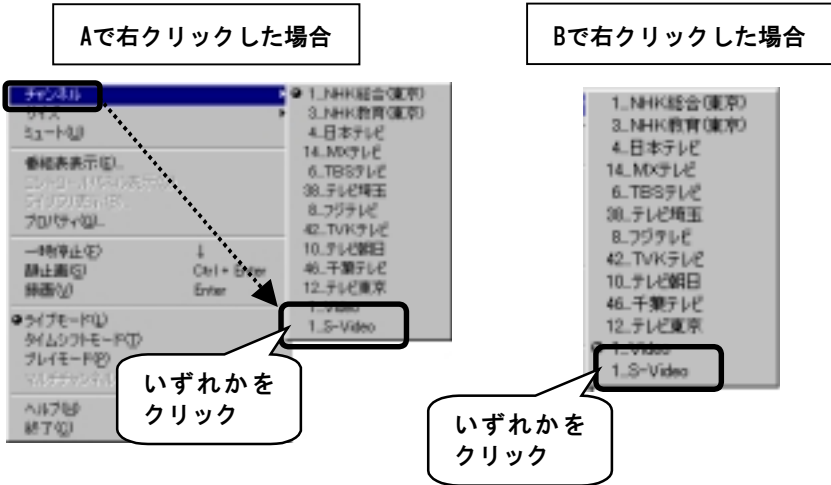 Aで右クリックした場合
Bで右クリックした場合
チャンネル
サイズ
ミュート(U)
番組表表示(E)...
プロパティ(Q)...
一時停止(F) ↓
静止画(G) Ctrl + Enter
録画(V) Enter
ライブモード(L)
タイムシフトモード(T)
プレイモード(P)
ヘルプ(H)
終了(Q)
1..NHK総合(東京)
3..NHK教育(東京)
4..日本テレビ
14..MXテレビ
6..TBSテレビ
38..テレビ埼玉
8..フジテレビ
42..TVKテレビ
10..テレビ朝日
46..千葉テレビ
12..テレビ東京
1..Video
1..S-Video
いずれかを
クリック
1..NHK総合(東京)
3..NHK教育(東京)
4..日本テレビ
14..MXテレビ
6..TBSテレビ
38..テレビ埼玉
8..フジテレビ
42..TVKテレビ
10..テレビ朝日
46..千葉テレビ
12..テレビ東京
1..Video
1..S-Video
いずれかを
クリック